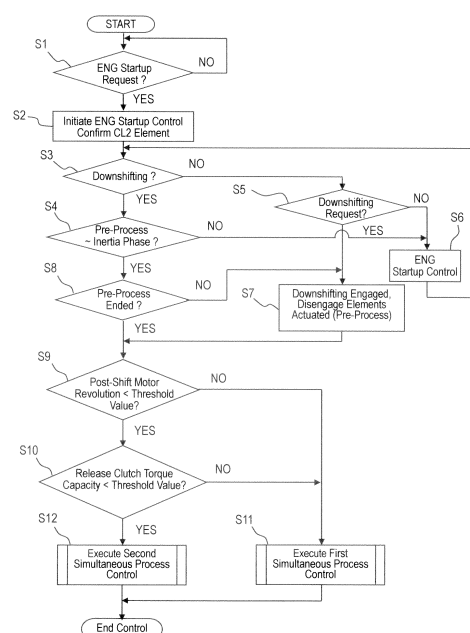 START
S1
ENG Startup
Request ?
NO
YES
S2
Initiate ENG Startup Control
Confirm CL2 Element
S3
Downshifting ?
NO
YES
S5
Downshifting
Request?
NO
YES
S6
ENG
Startup Control
S4
Pre-Process
~ Inertia Phase ?
NO
YES
S8
Pre-Process
Ended ?
NO
YES
S7
Downshifting Engaged,
Disengage Elements
Actuated (Pre-Process)
S9
Post-Shift Motor
Revolution < Threshold
Value?
NO
YES
S10
Release Clutch Torque
Capacity < Threshold Value?
NO
YES
S12
Execute Second
Simultaneous Process
Control
S11
Execute First
Simultaneous Process
Control
End Control